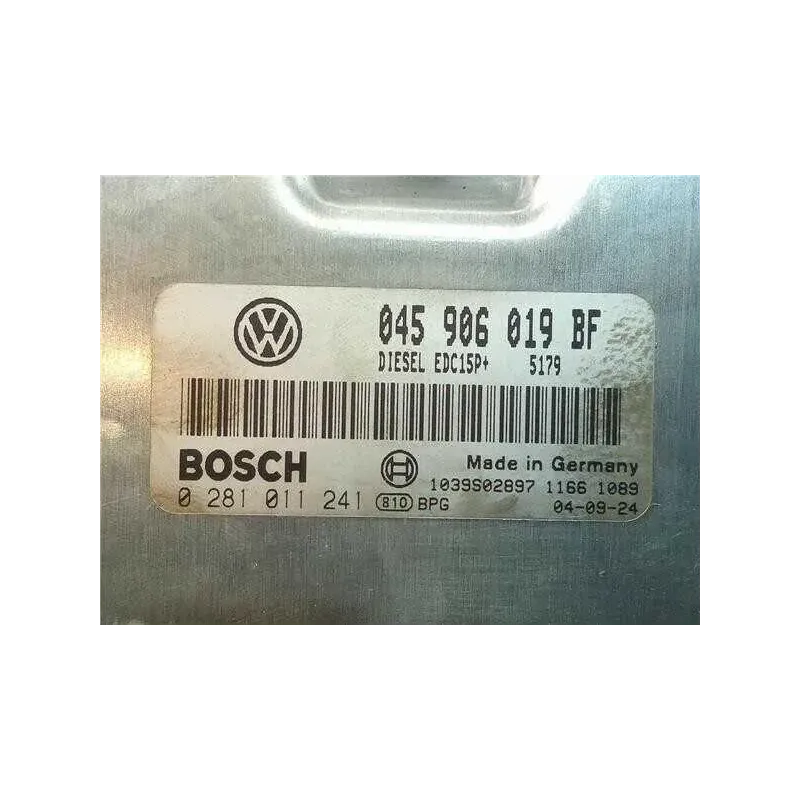 VW
045 906 019 BF
DIESEL EDC15P+ 5179
BOSCH
Made in Germany
1039S02897 1166 1089
0 281 011 241 810 BPG 04-09-24